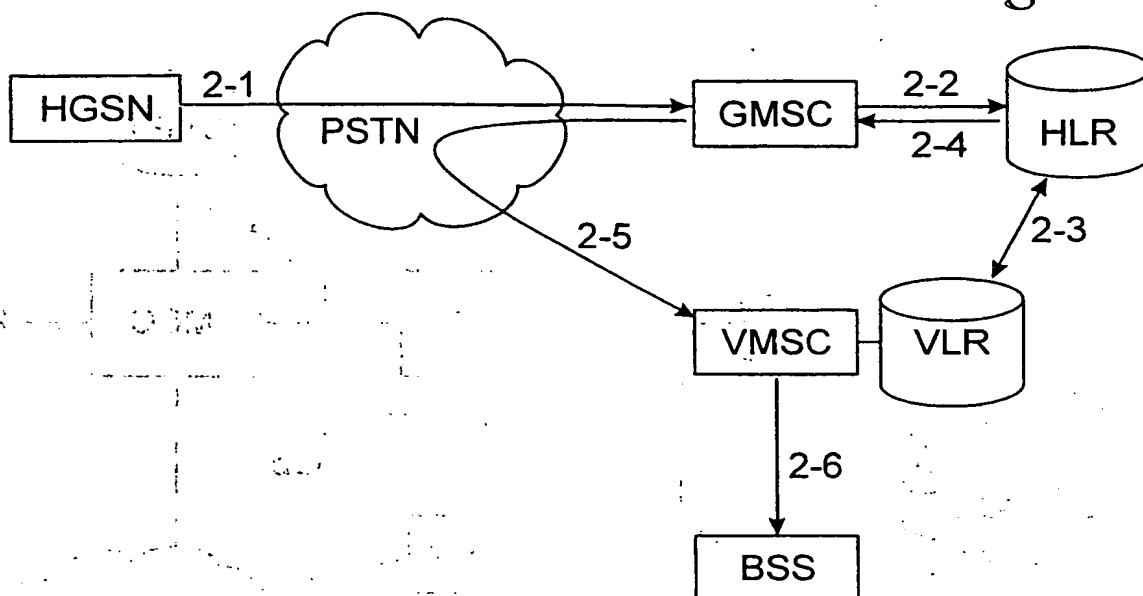 2-1
HGSN
PSTN
GMSC
2-2
2-4
HLR
2-3
2-5
VMSC
VLR
2-6
BSS